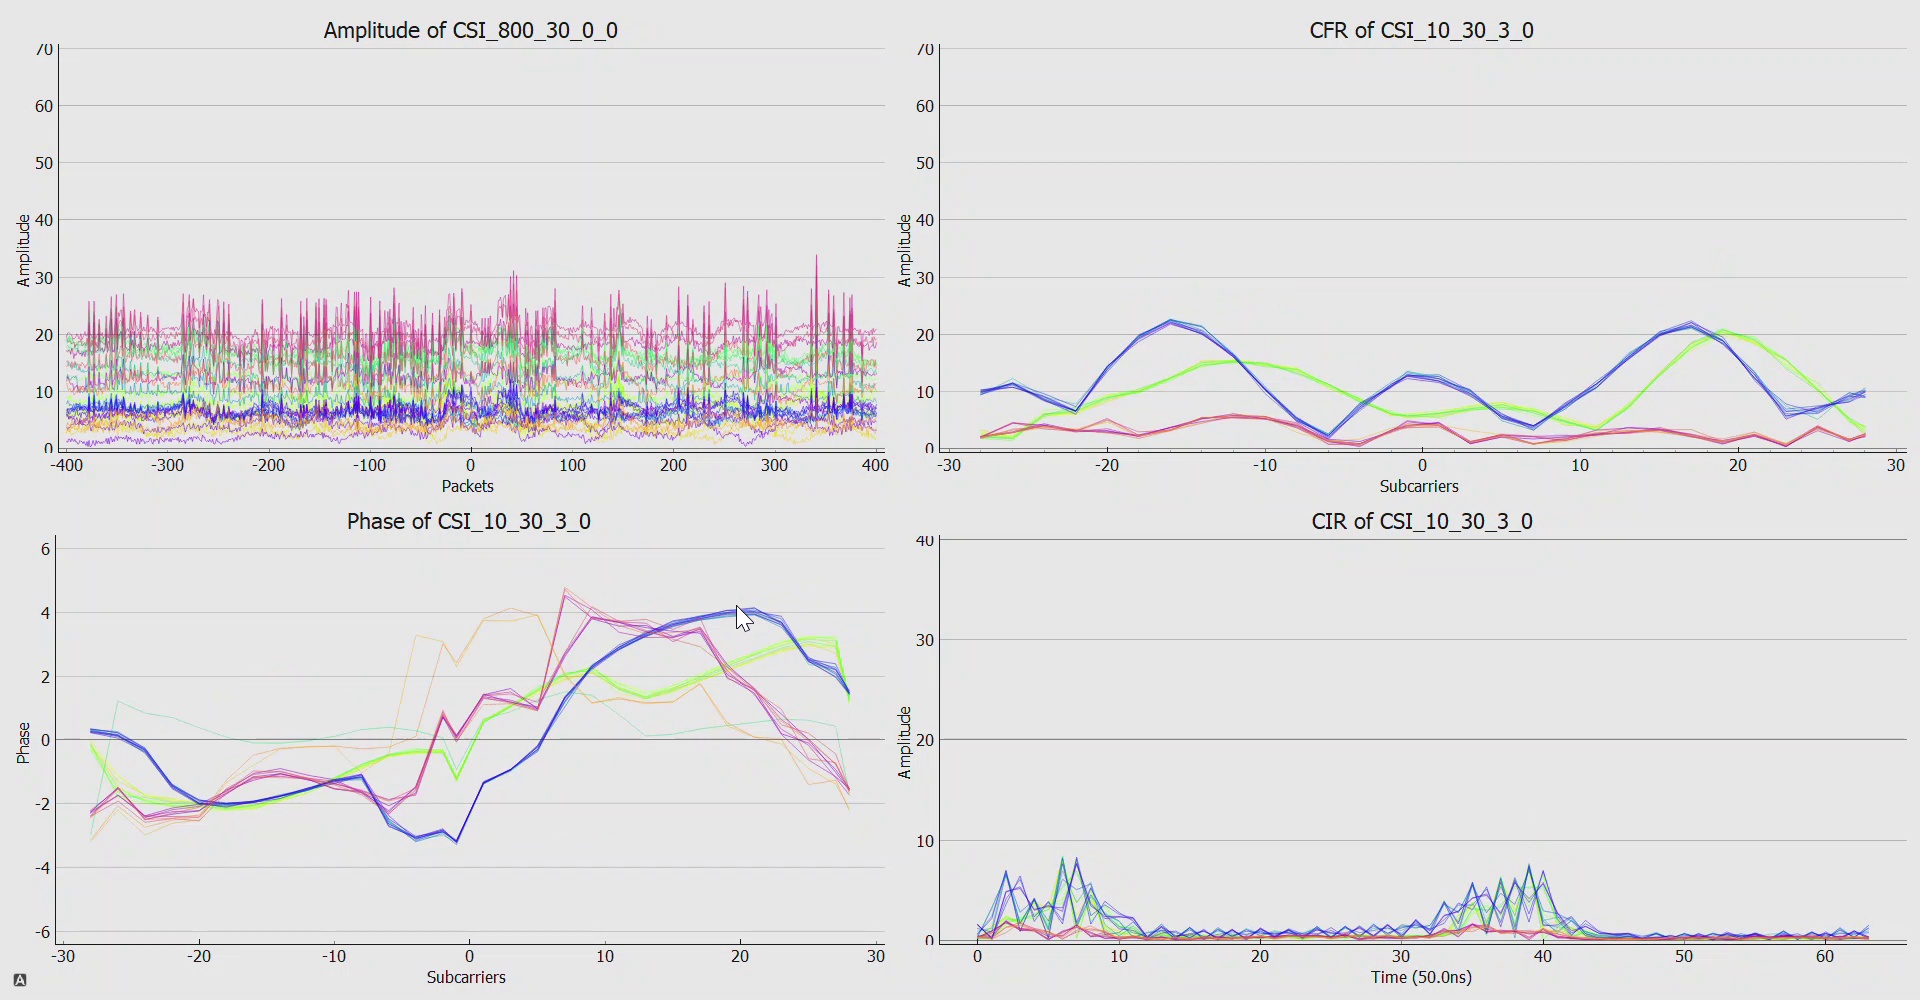 Amplitude of CSI_800_30_0_0
70
60
50
40
30
20
10
0
Amplitude
-400 -300 -200 -100 0 100 200 300 400
Packets
CFR of CSI_10_30_3_0
70
60
50
40
30
20
10
0
Amplitude
-30 -20 -10 0 10 20 30
Subcarriers
Phase of CSI_10_30_3_0
6
4
2
0
-2
-4
-6
Phase
-30 -20 -10 0 10 20 30
Subcarriers
A
CIR of CSI_10_30_3_0
40
30
20
10
0
Amplitude
0 10 20 30 40 50 60
Time (50.0ns)